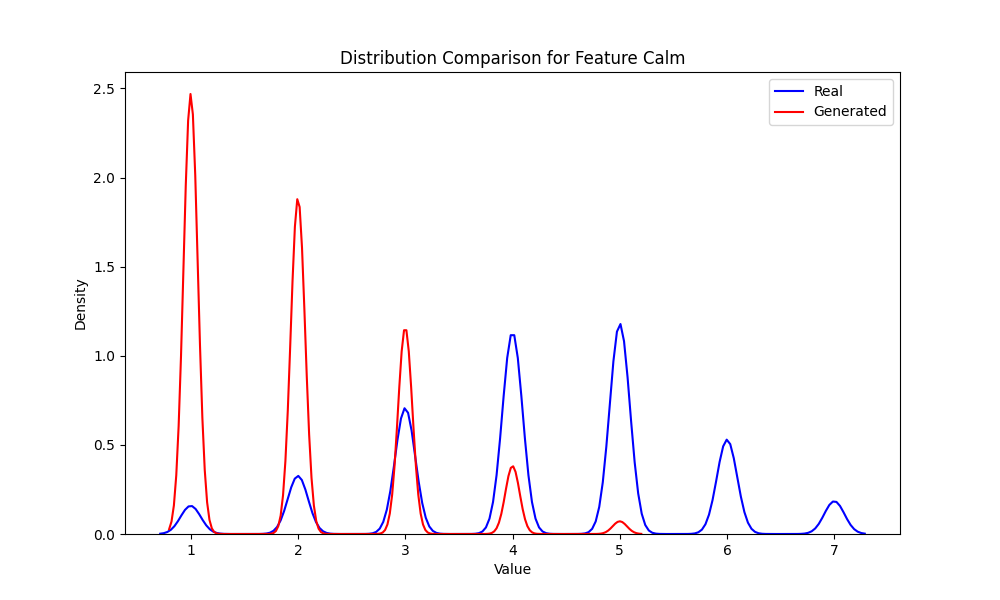 Distribution Comparison for Feature Calm
Real
Generated
2.5
2.0
1.5
1.0
0.5
0.0
Density
1 2 3 4 5 6 7
Value